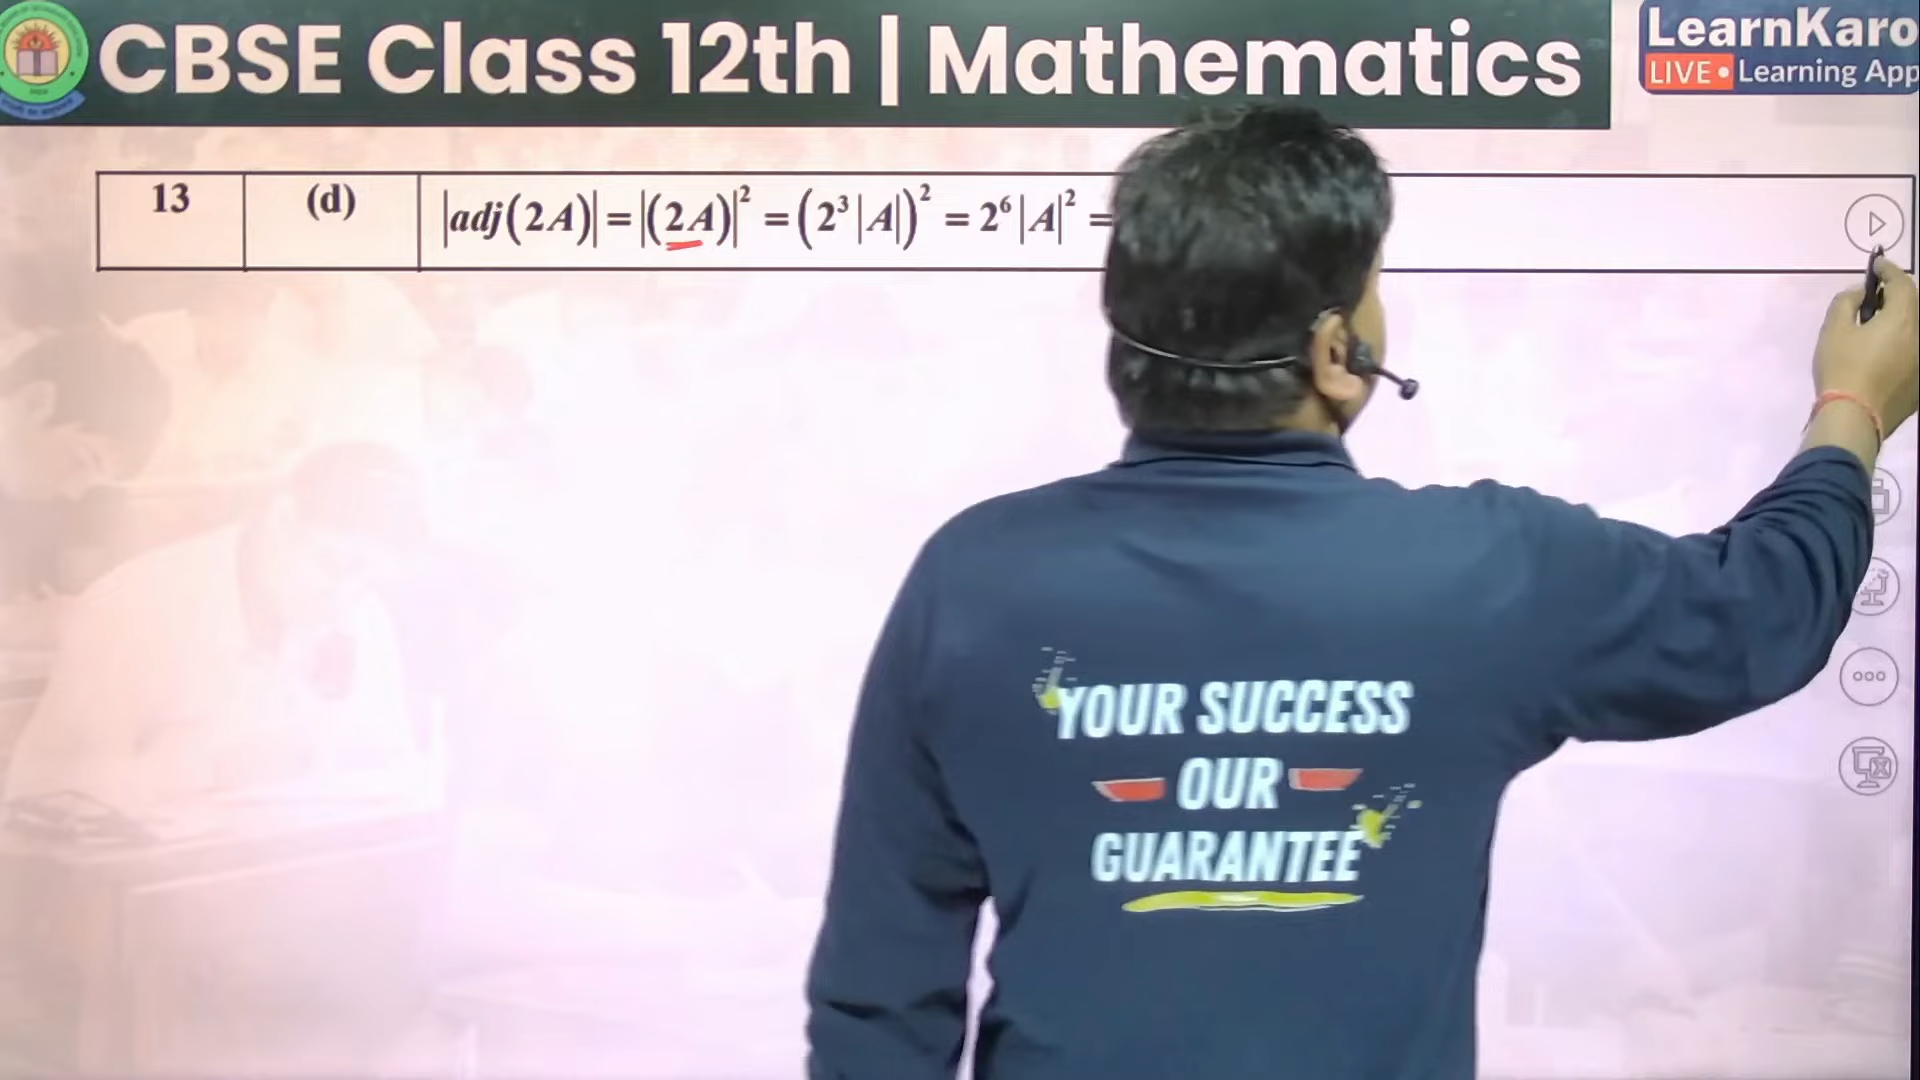 CBSE Class 12th | Mathematics
LearnKaro
LIVE • Learning App
13 (d) |adj(2A)| = |(2A)|² = (2³|A|)² = 2⁶|A|² =
YOUR SUCCESS
OUR
GUARANTEE